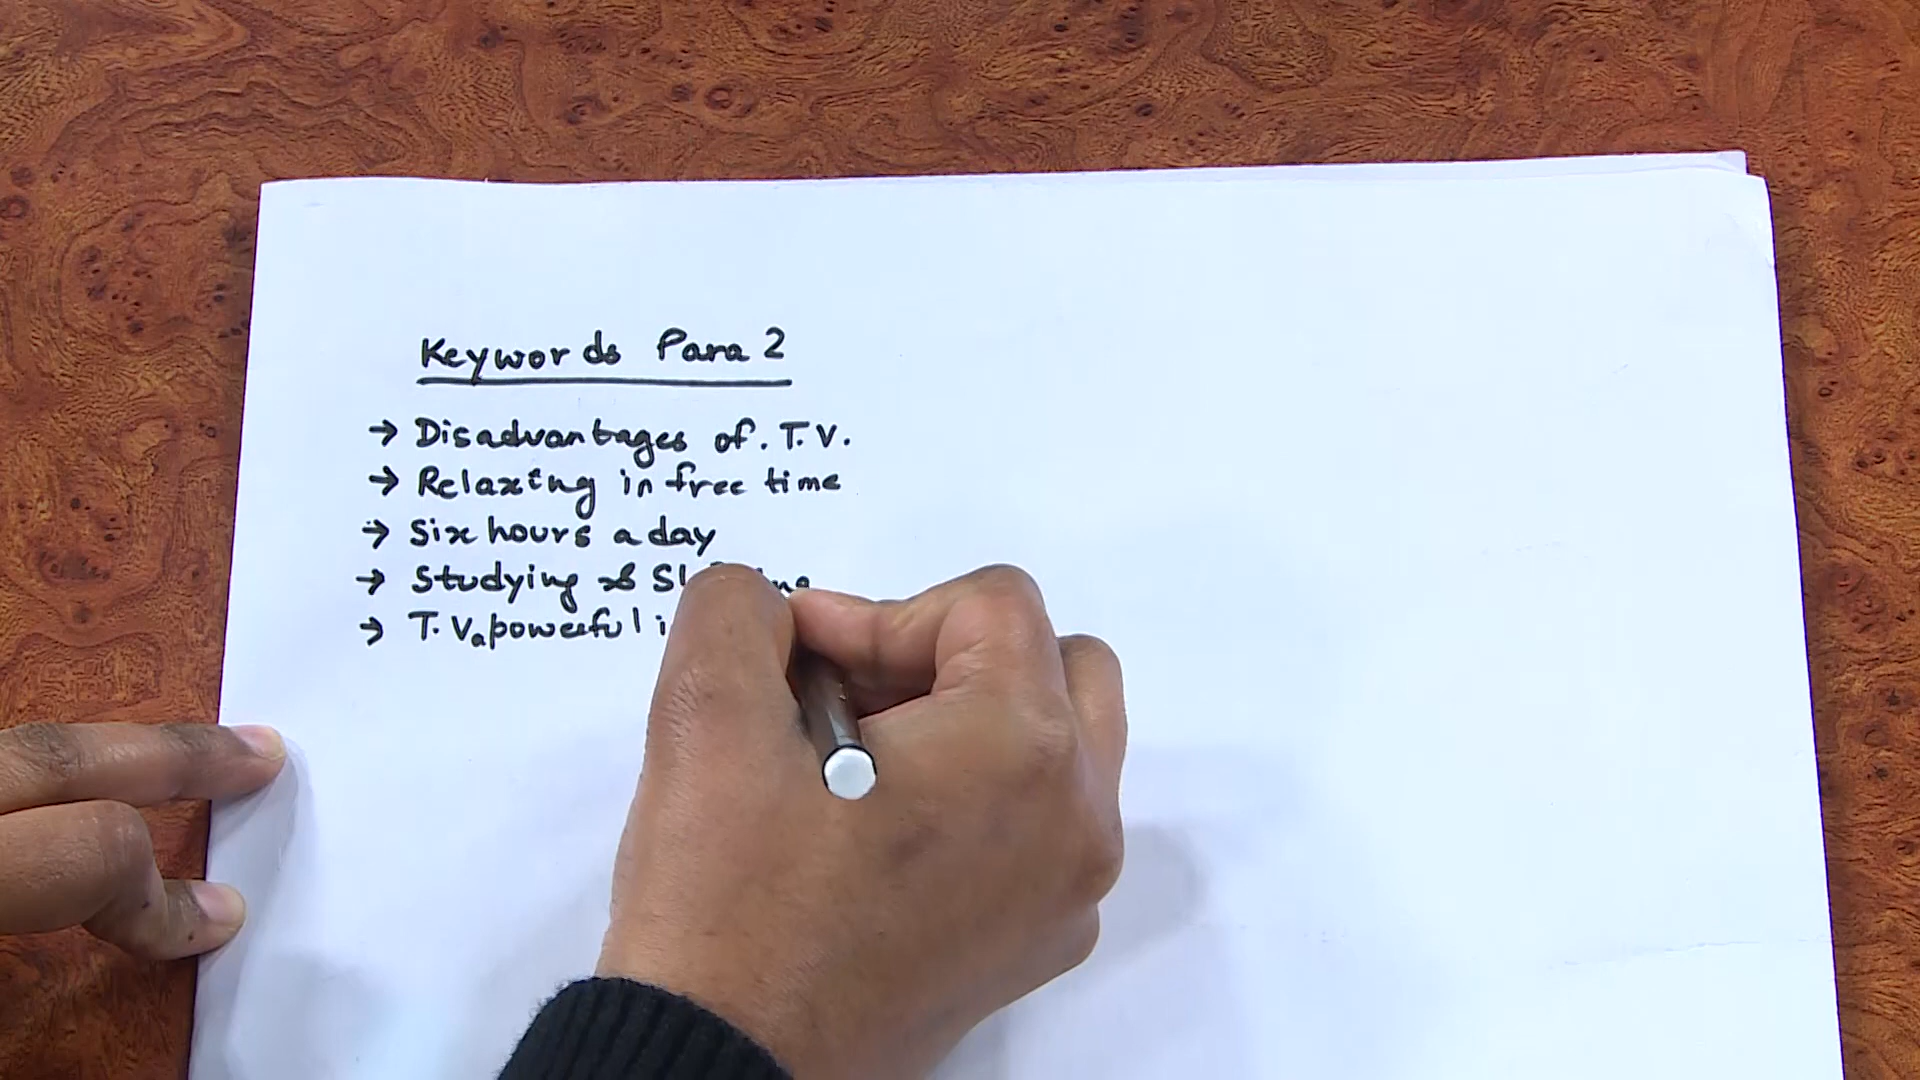 Keywords Para 2
→ Disadvantages of. T.V.
→ Relaxing in free time
→ Six hours a day
→ Studying &
→ T.V a powerful